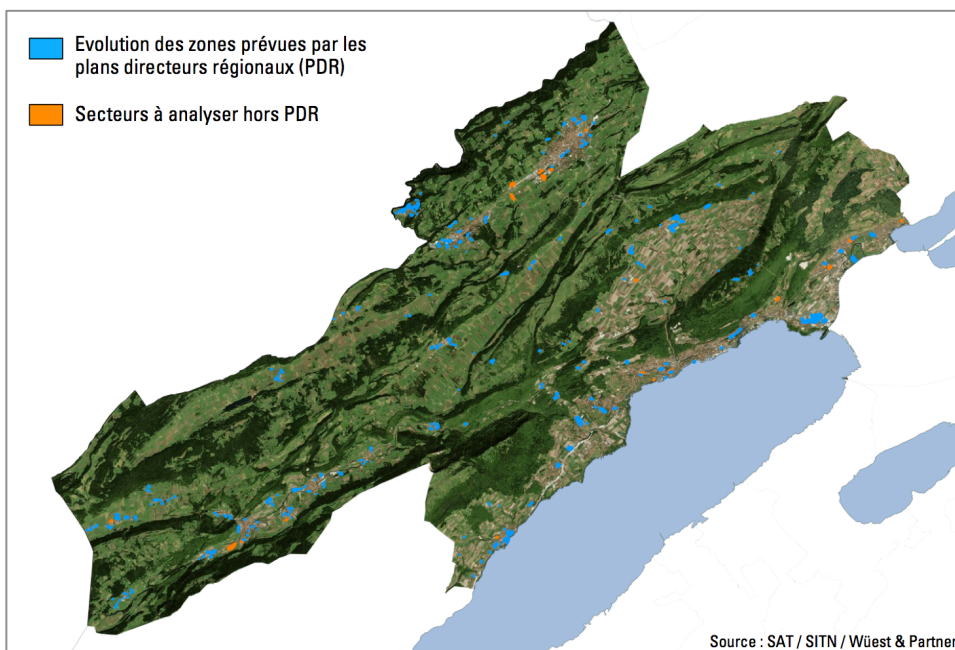 Evolution des zones prévues par les
plans directeurs régionaux (PDR)
Secteurs à analyser hors PDR
Source : SAT / SITN / Wüest & Partner